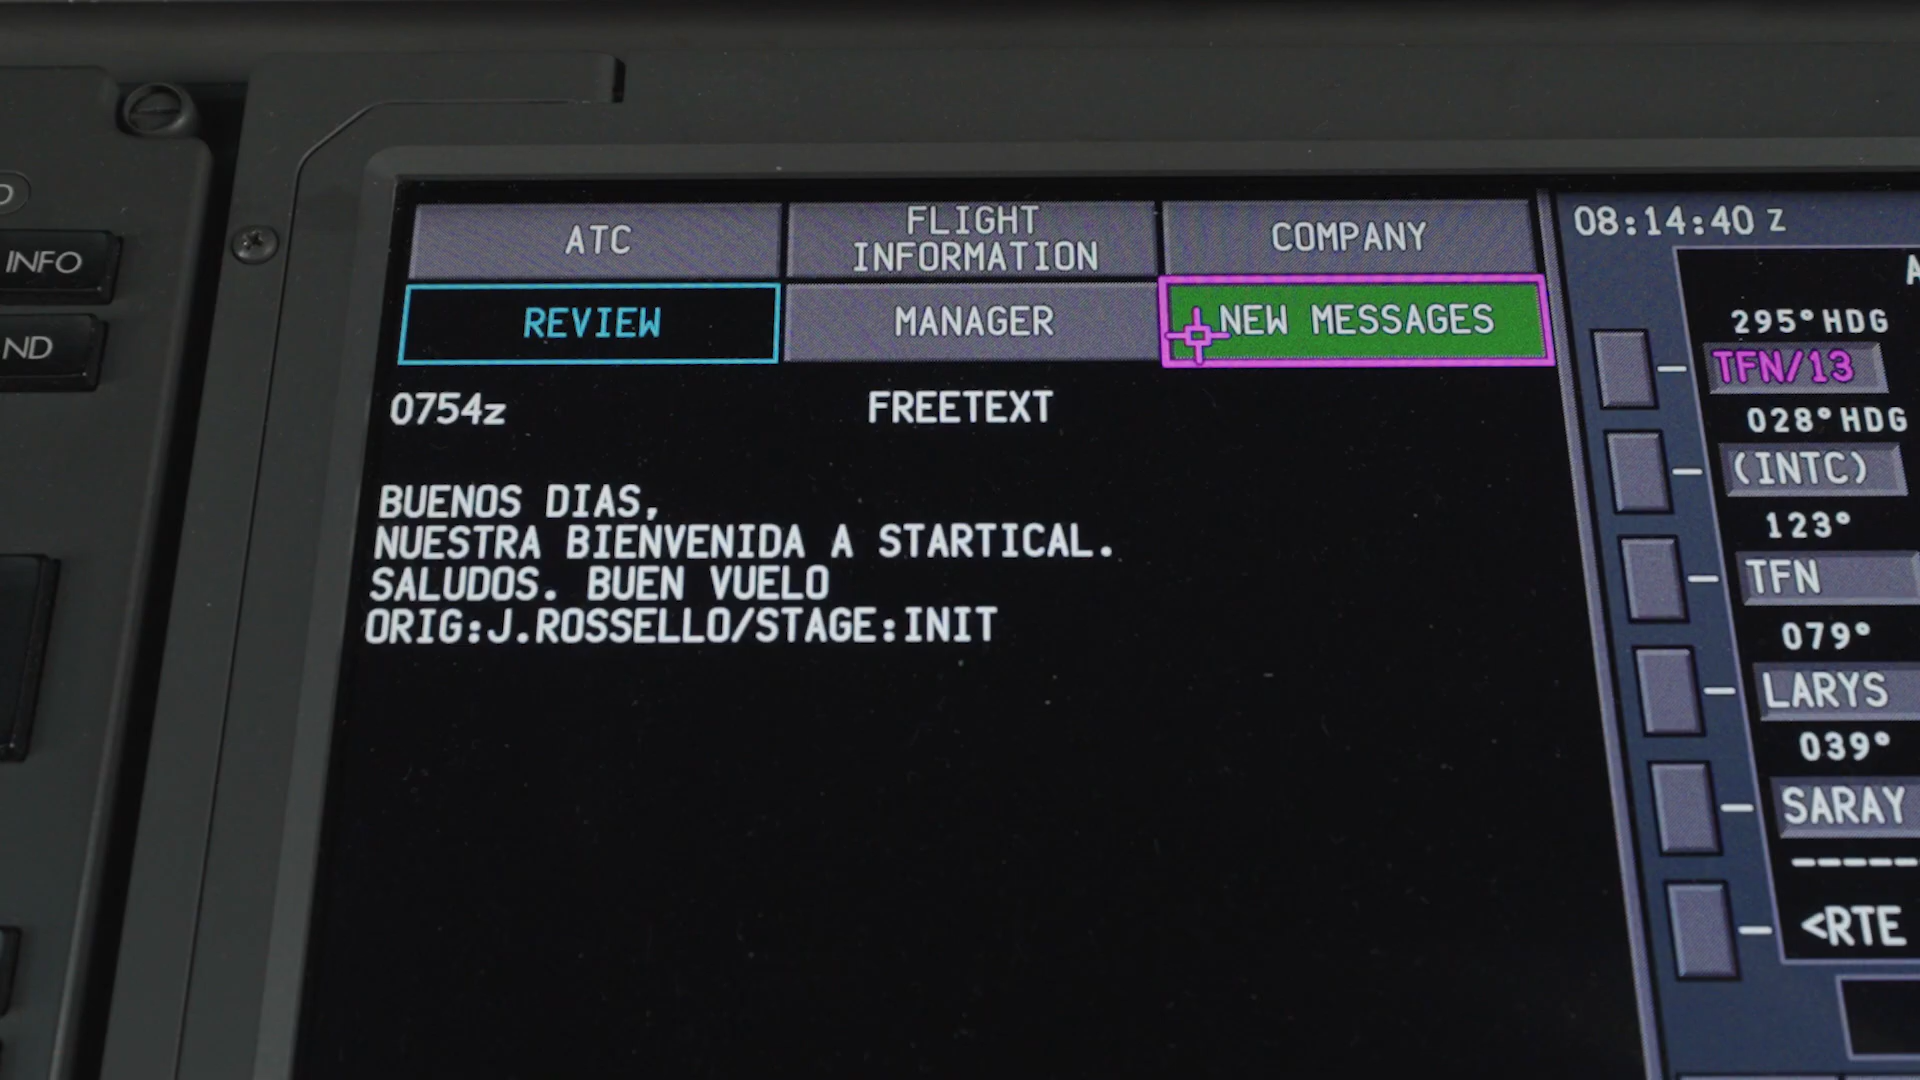 INFO
ND
ATC
FLIGHT
INFORMATION
COMPANY
REVIEW
MANAGER
NEW MESSAGES
0754z
FREETEXT
BUENOS DIAS,
NUESTRA BIENVENIDA A STARTICAL.
SALUDOS. BUEN VUELO
ORIG:J.ROSSELLO/STAGE:INIT
08:14:40 Z
295°HDG
TFN/13
028°HDG
(INTC)
123°
TFN
079°
LARYS
039°
SARAY
------
<RTE